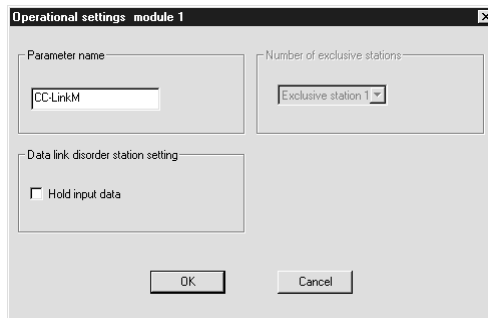 Operational settings module 1
Parameter name
Number of exclusive stations
CC-LinkM
Exclusive station 1
Data link disorder station setting
Hold input data
OK
Cancel